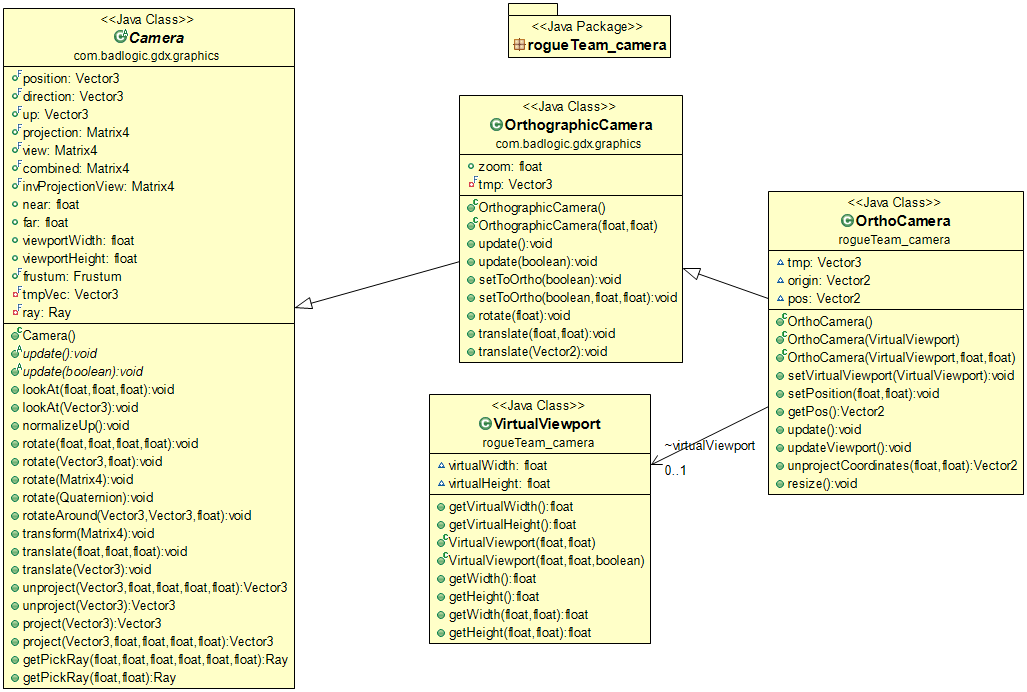 <<Java Class>>
Camera
com.badlogic.gdx.graphics
position: Vector3
direction: Vector3
up: Vector3
projection: Matrix4
view: Matrix4
combined: Matrix4
invProjectionView: Matrix4
near: float
far: float
viewportWidth: float
viewportHeight: float
frustum: Frustum
tmpVec: Vector3
ray: Ray
Camera()
update():void
update(boolean):void
lookAt(float,float,float):void
lookAt(Vector3):void
normalizeUp():void
rotate(float,float,float,float):void
rotate(Vector3,float):void
rotate(Matrix4):void
rotate(Quaternion):void
rotateAround(Vector3,Vector3,float):void
transform(Matrix4):void
translate(float,float,float):void
translate(Vector3):void
unproject(Vector3,float,float,float,float):Vector3
unproject(Vector3):Vector3
project(Vector3):Vector3
project(Vector3,float,float,float,float):Vector3
getPickRay(float,float,float,float,float,float):Ray
getPickRay(float,float):Ray
<<Java Package>>
rogueTeam_camera
<<Java Class>>
OrthographicCamera
com.badlogic.gdx.graphics
zoom: float
tmp: Vector3
OrthographicCamera()
OrthographicCamera(float,float)
update():void
update(boolean):void
setToOrtho(boolean):void
setToOrtho(boolean,float,float):void
rotate(float):void
translate(float,float):void
translate(Vector2):void
<<Java Class>>
VirtualViewport
rogueTeam_camera
virtualWidth: float
virtualHeight: float
getVirtualWidth():float
getVirtualHeight():float
VirtualViewport(float,float)
VirtualViewport(float,float,boolean)
getWidth():float
getHeight():float
getWidth(float,float):float
getHeight(float,float):float
~virtualViewport
0..1
<<Java Class>>
OrthoCamera
rogueTeam_camera
tmp: Vector3
origin: Vector2
pos: Vector2
OrthoCamera()
OrthoCamera(VirtualViewport)
OrthoCamera(VirtualViewport,float,float)
setVirtualViewport(VirtualViewport):void
setPosition(float,float):void
getPos():Vector2
update():void
updateViewport():void
unprojectCoordinates(float,float):Vector2
resize():void